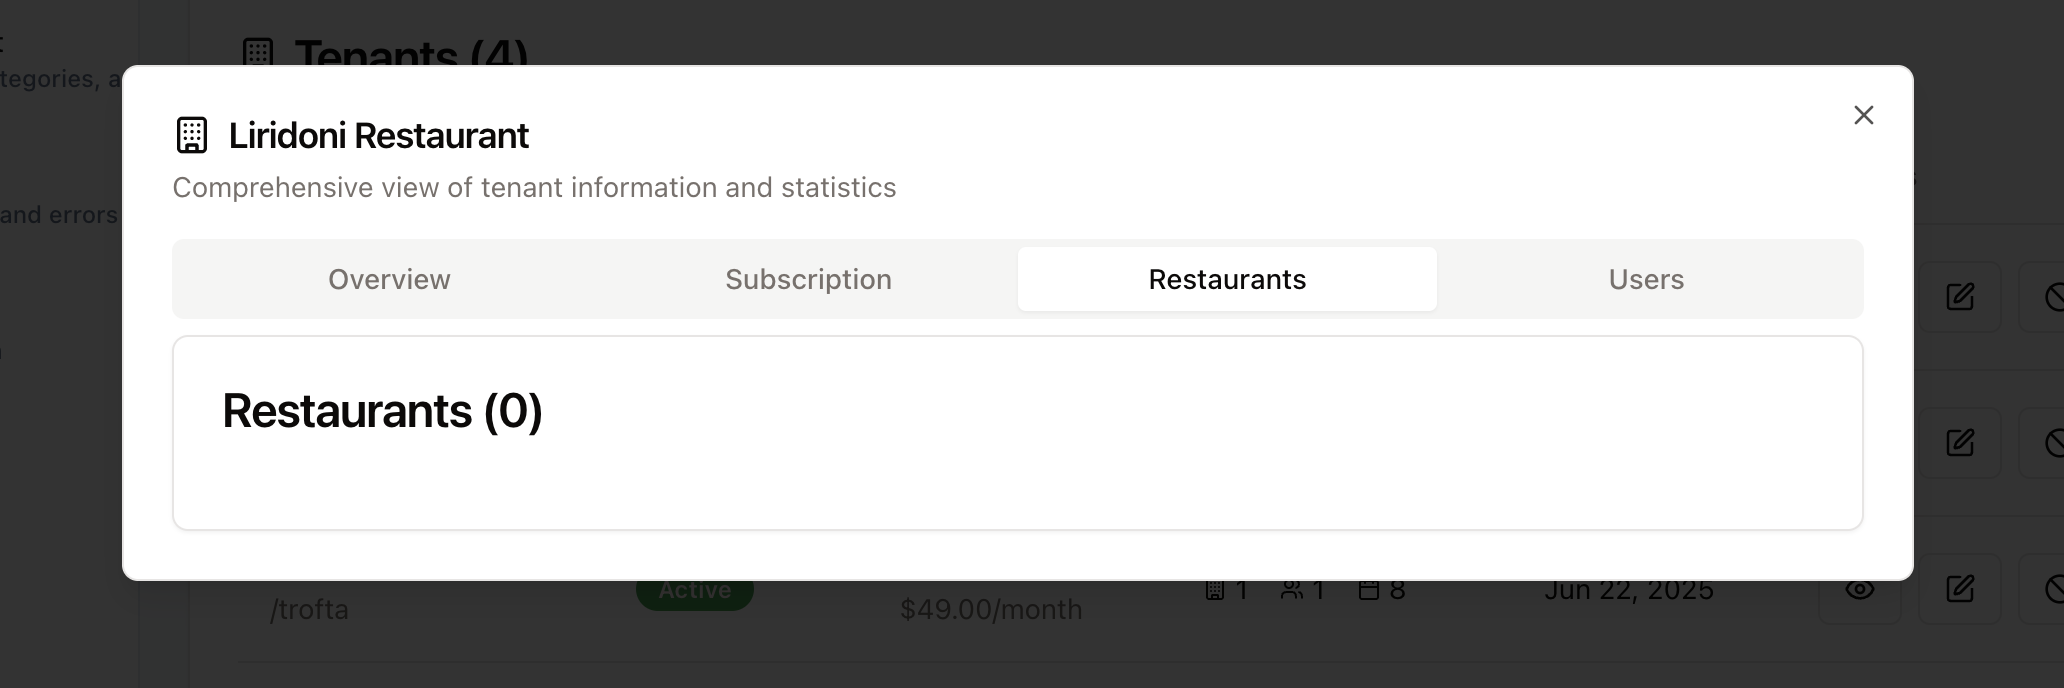 Tenants (4)
tegories, a
and errors
Liridoni Restaurant
Comprehensive view of tenant information and statistics
Overview
Subscription
Restaurants
Users
Restaurants (0)
Active
1
1
8
Jun 22, 2025
/trofta
$49.00/month